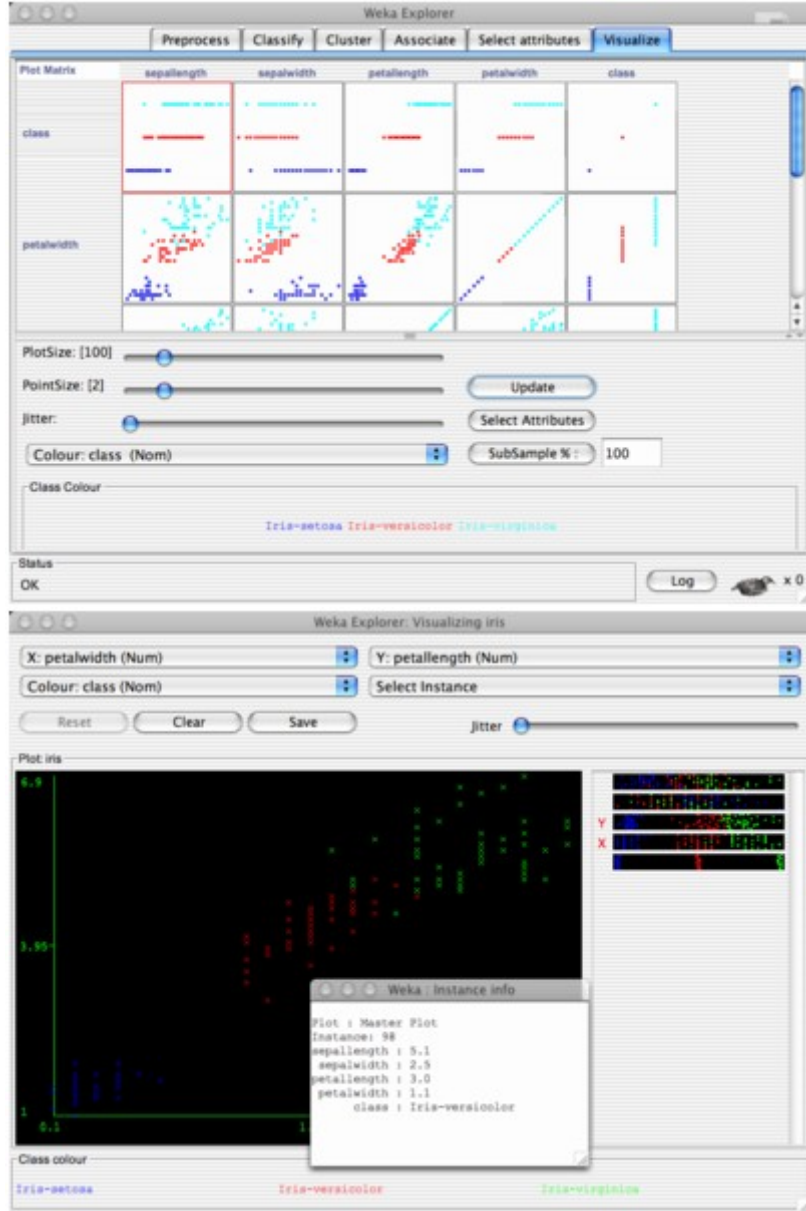 Weka Explorer
Preprocess Classify Cluster Associate Select attributes Visualize
Plot Matrix sepallength sepalwidth petallength petalwidth class
class
petalwidth
PlotSize: [100]
PointSize: [2] Update
Jitter: Select Attributes
Colour: class (Nom) SubSample % : 100
Class Colour
Iris-setosa Iris-versicolor Iris-virginica
Status
OK Log x 0
Weka Explorer: Visualizing iris
X: petalwidth (Num) Y: petallength (Num)
Colour: class (Nom) Select Instance
Reset Clear Save Jitter
Plot: iris
6.9
Y
X
3.95
Weka : Instance info
Plot : Master Plot
Instance: 98
sepallength : 5.1
sepalwidth : 2.5
petallength : 3.0
petalwidth : 1.1
class : Iris-versicolor
1
0.1
Class colour
Iris-setosa Iris-versicolor Iris-virginica